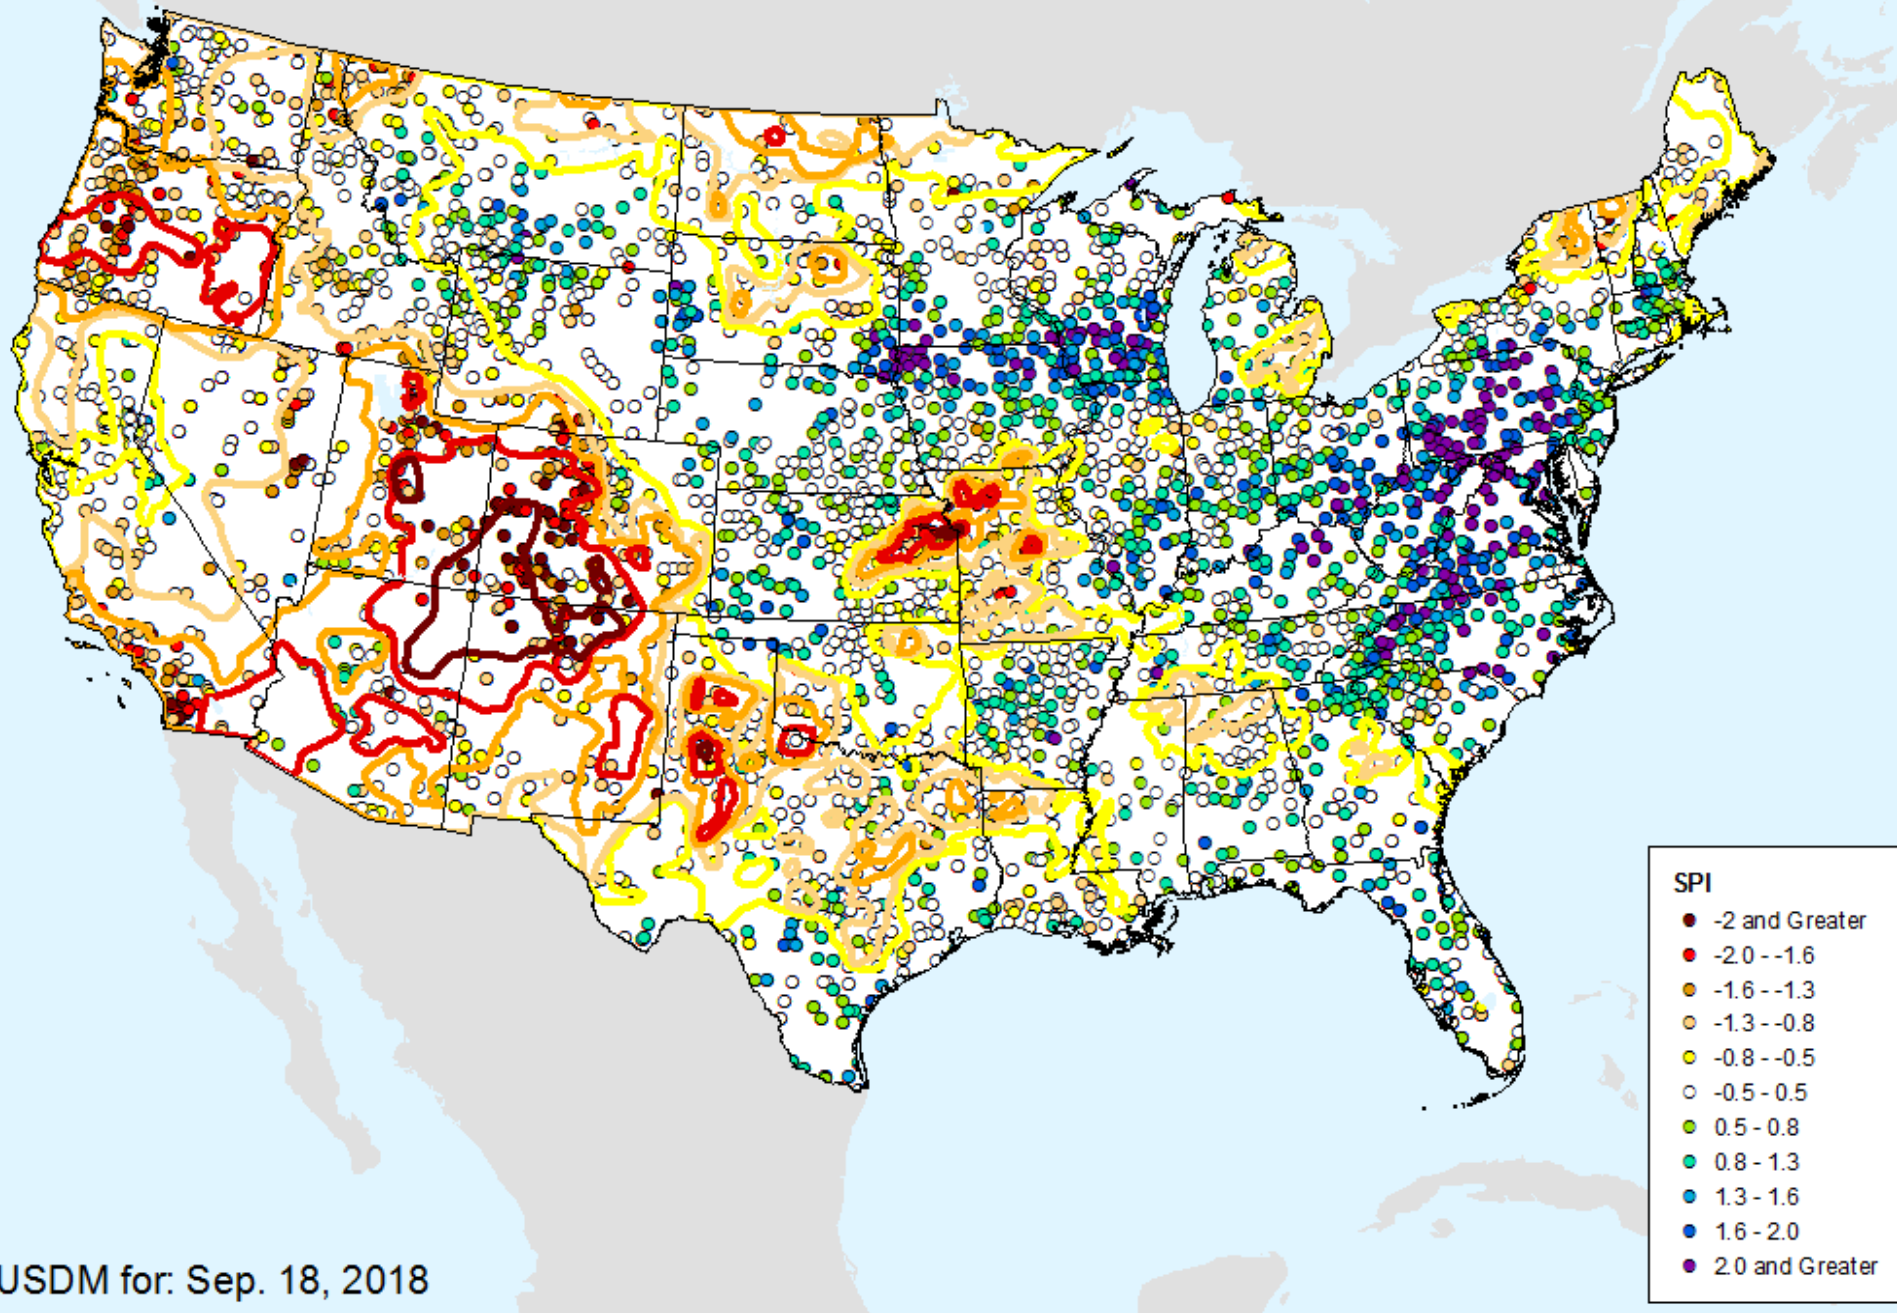 SPI
-2 and Greater
-2.0 - -1.6
-1.6 - -1.3
-1.3 - -0.8
-0.8 - -0.5
-0.5 - 0.5
0.5 - 0.8
0.8 - 1.3
1.3 - 1.6
1.6 - 2.0
2.0 and Greater
USDM for: Sep. 18, 2018